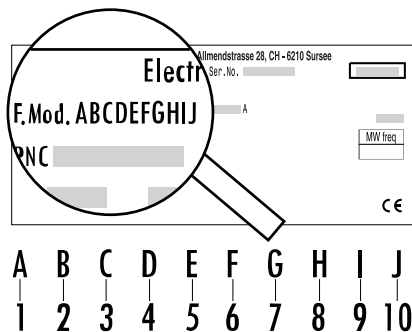 Allmendstrasse 28, CH - 6210 Sursee
Electr
Ser.No.
F.Mod. ABCDEFGHIJ
A
PNC
MW freq
CE
A B C D E F G H I J
1 2 3 4 5 6 7 8 9 10